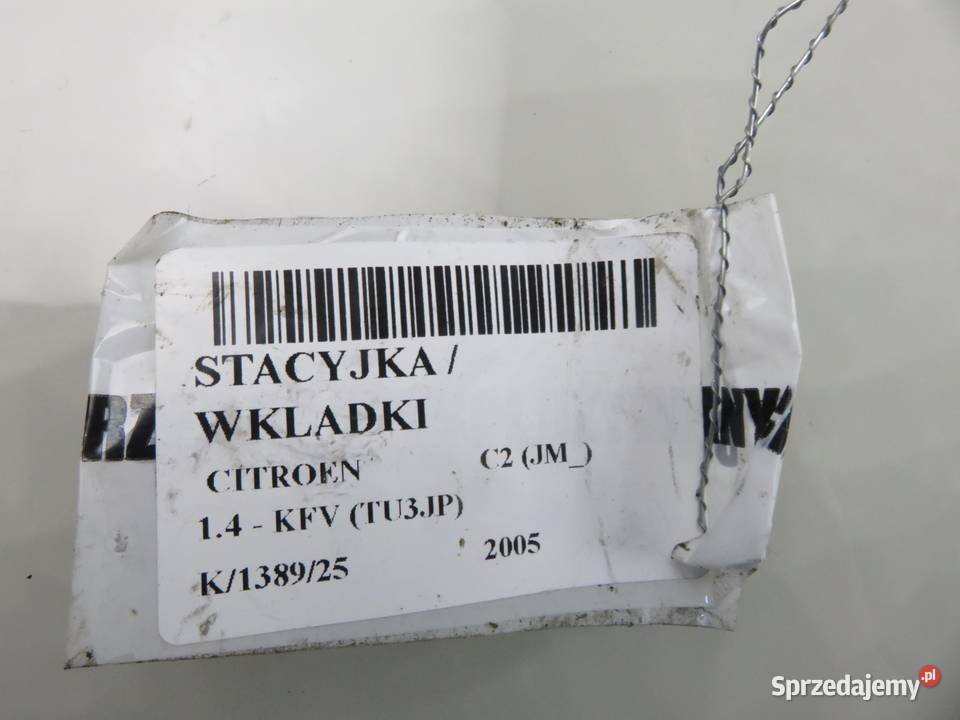 STACYJKA /
WKLADKI
CITROEN C2 (JM_)
1.4 - KFV (TU3JP)
K/1389/25 2005
Sprzedajemy.pl